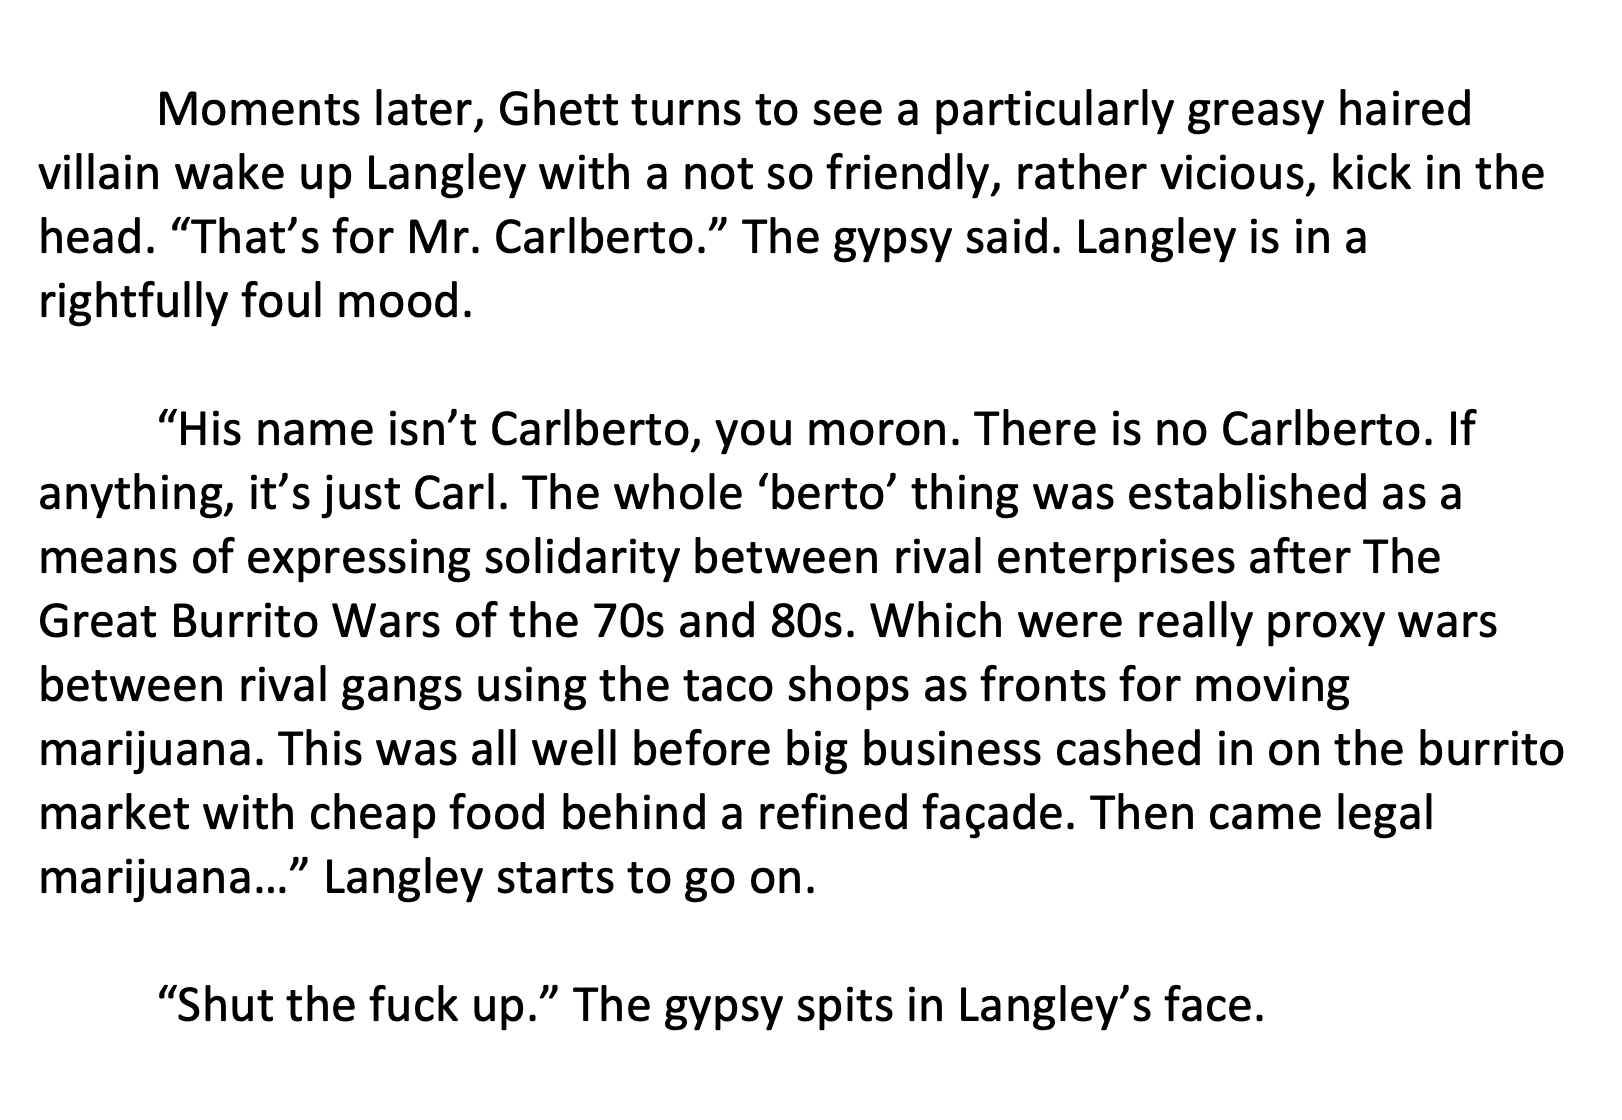 Moments later, Ghett turns to see a particularly greasy haired
villain wake up Langley with a not so friendly, rather vicious, kick in the
head. “That’s for Mr. Carlberto.” The gypsy said. Langley is in a
rightfully foul mood.
“His name isn’t Carlberto, you moron. There is no Carlberto. If
anything, it’s just Carl. The whole ‘berto’ thing was established as a
means of expressing solidarity between rival enterprises after The
Great Burrito Wars of the 70s and 80s. Which were really proxy wars
between rival gangs using the taco shops as fronts for moving
marijuana. This was all well before big business cashed in on the burrito
market with cheap food behind a refined façade. Then came legal
marijuana…” Langley starts to go on.
“Shut the fuck up.” The gypsy spits in Langley’s face.